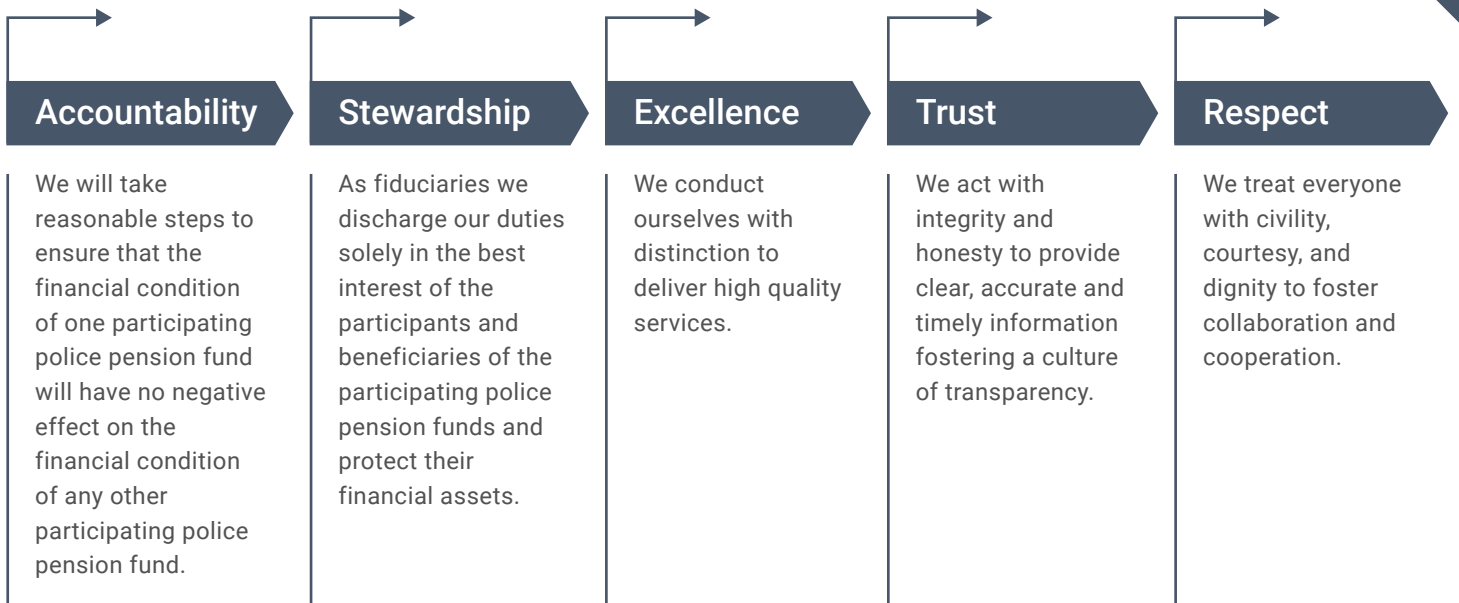 Accountability
We will take
reasonable steps to
ensure that the
financial condition
of one participating
police pension fund
will have no negative
effect on the
financial condition
of any other
participating police
pension fund.
Stewardship
As fiduciaries we
discharge our duties
solely in the best
interest of the
participants and
beneficiaries of the
participating police
pension funds and
protect their
financial assets.
Excellence
We conduct
ourselves with
distinction to
deliver high quality
services.
Trust
We act with
integrity and
honesty to provide
clear, accurate and
timely information
fostering a culture
of transparency.
Respect
We treat everyone
with civility,
courtesy, and
dignity to foster
collaboration and
cooperation.